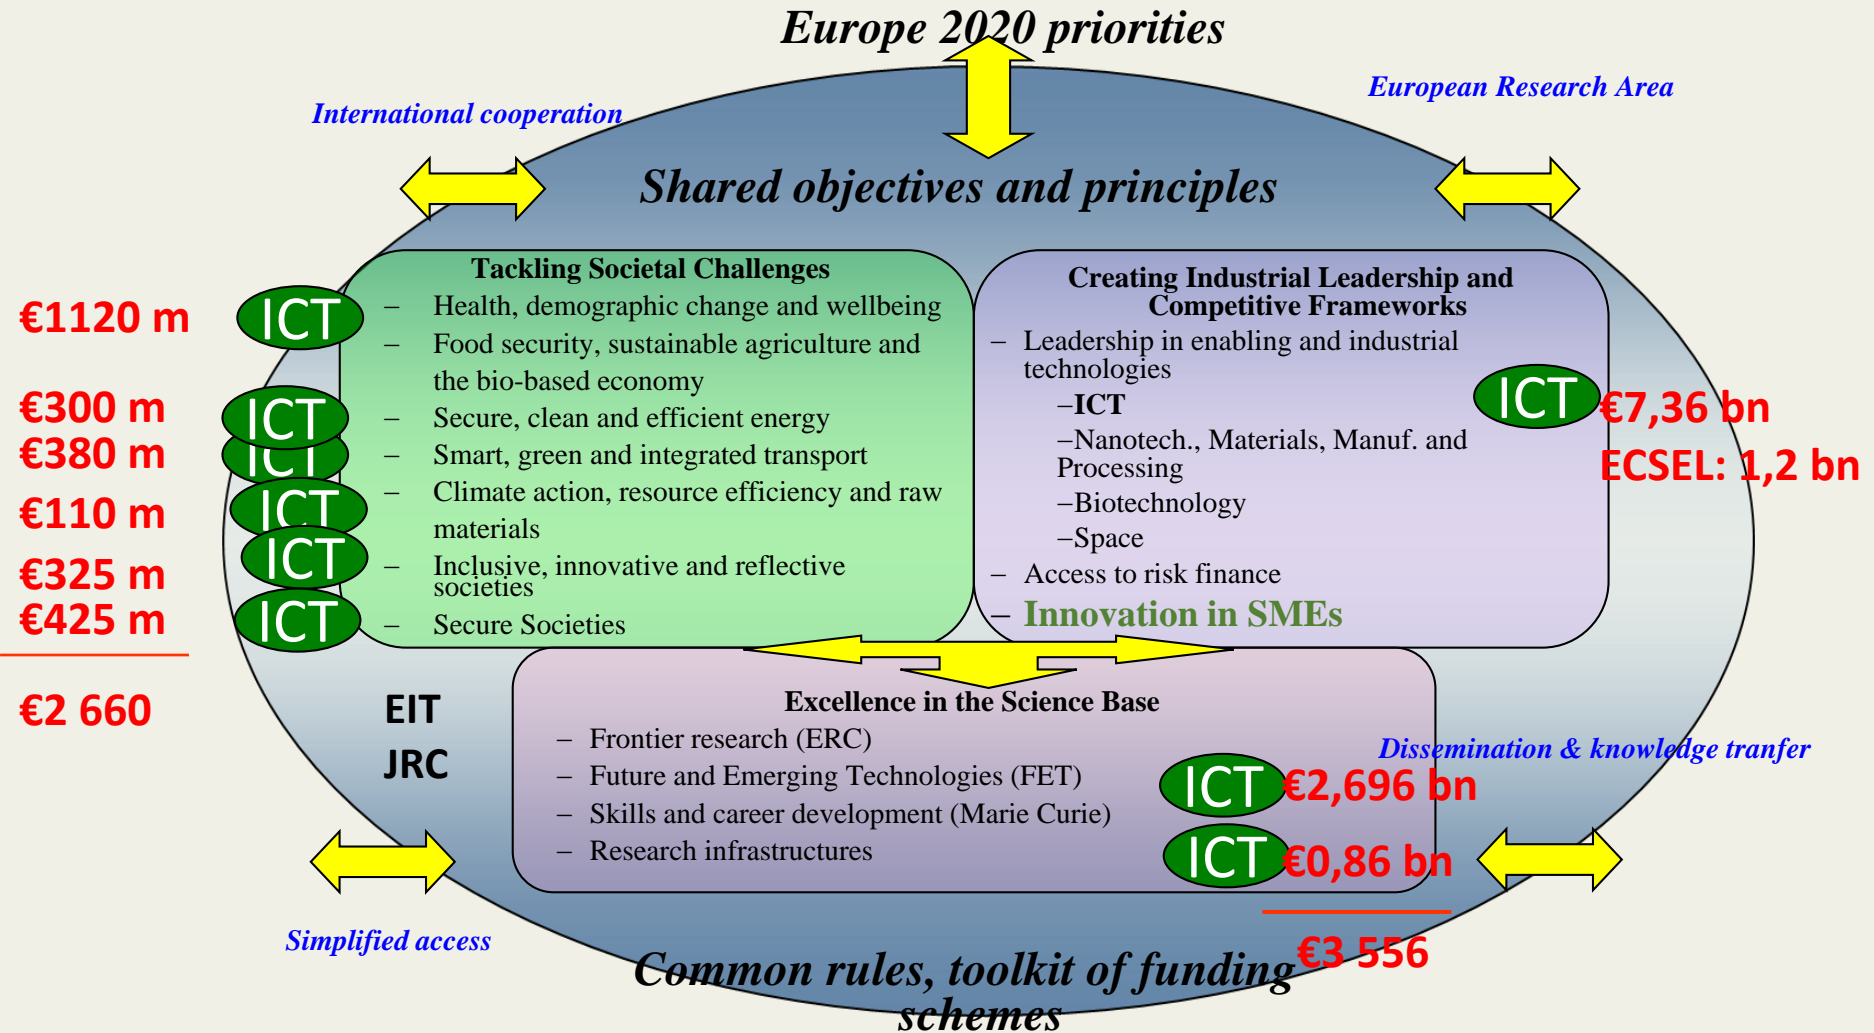 Europe 2020 priorities
International cooperation
European Research Area
Shared objectives and principles
Tackling Societal Challenges
– Health, demographic change and wellbeing
– Food security, sustainable agriculture and
the bio-based economy
– Secure, clean and efficient energy
– Smart, green and integrated transport
– Climate action, resource efficiency and raw
materials
– Inclusive, innovative and reflective
societies
– Secure Societies
€1120 m
ICT
€300 m
ICT
€380 m
ICT
€110 m
ICT
€325 m
ICT
€425 m
ICT
€2 660
Creating Industrial Leadership and
Competitive Frameworks
– Leadership in enabling and industrial
technologies
–ICT
–Nanotech., Materials, Manuf. and
Processing
–Biotechnology
–Space
– Access to risk finance
– Innovation in SMEs
ICT
€7,36 bn
ECSEL: 1,2 bn
EIT
JRC
Excellence in the Science Base
– Frontier research (ERC)
– Future and Emerging Technologies (FET)
– Skills and career development (Marie Curie)
– Research infrastructures
Dissemination & knowledge tranfer
ICT
€2,696 bn
ICT
€0,86 bn
€3 556
Simplified access
Common rules, toolkit of funding
schemes